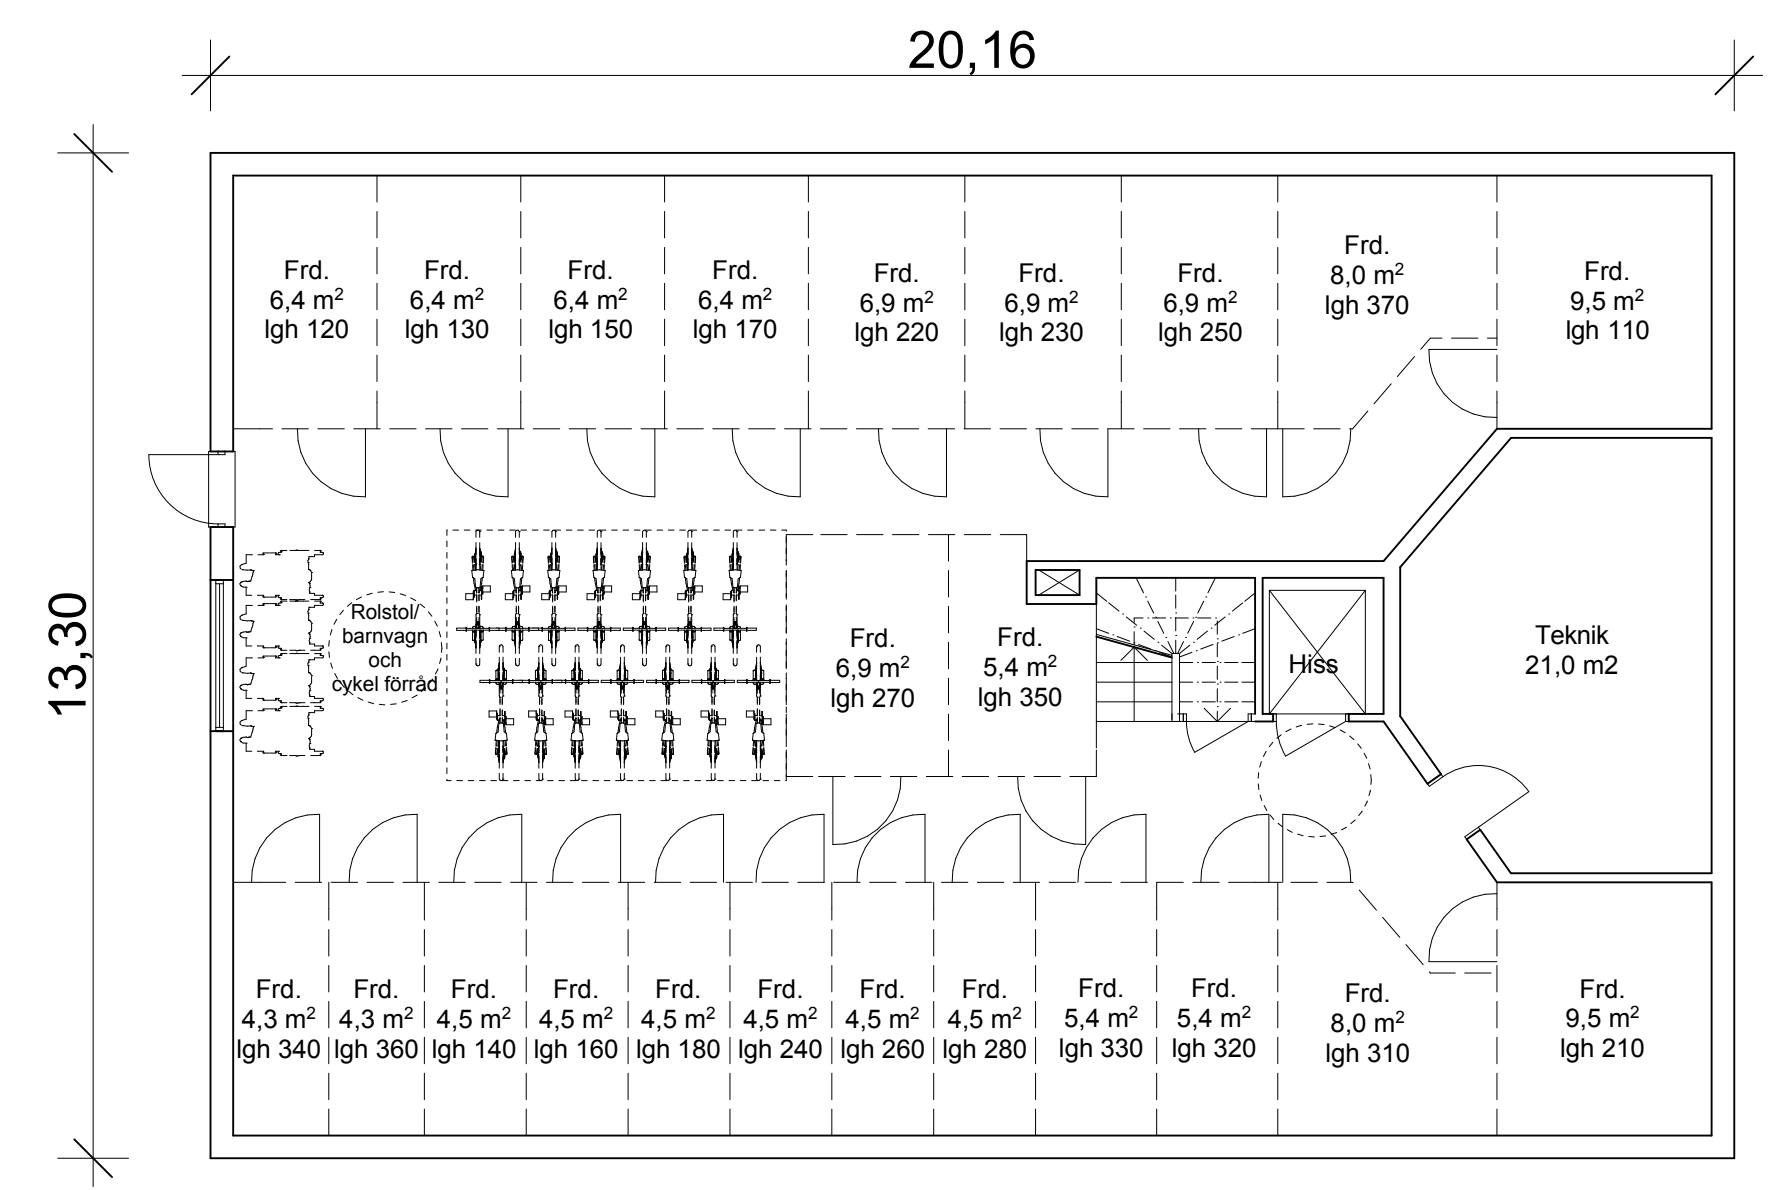 20,16
13,30
Frd.
6,4 m²
lgh 120
Frd.
6,4 m²
lgh 130
Frd.
6,4 m²
lgh 150
Frd.
6,4 m²
lgh 170
Frd.
6,9 m²
lgh 220
Frd.
6,9 m²
lgh 230
Frd.
6,9 m²
lgh 250
Frd.
8,0 m²
lgh 370
Frd.
9,5 m²
lgh 110
Rolstol/
barnvagn
och
cykel förråd
Frd.
6,9 m²
lgh 270
Frd.
5,4 m²
lgh 350
Hiss
Teknik
21,0 m2
Frd.
4,3 m²
lgh 340
Frd.
4,3 m²
lgh 360
Frd.
4,5 m²
lgh 140
Frd.
4,5 m²
lgh 160
Frd.
4,5 m²
lgh 180
Frd.
4,5 m²
lgh 240
Frd.
4,5 m²
lgh 260
Frd.
4,5 m²
lgh 280
Frd.
5,4 m²
lgh 330
Frd.
5,4 m²
lgh 320
Frd.
8,0 m²
lgh 310
Frd.
9,5 m²
lgh 210